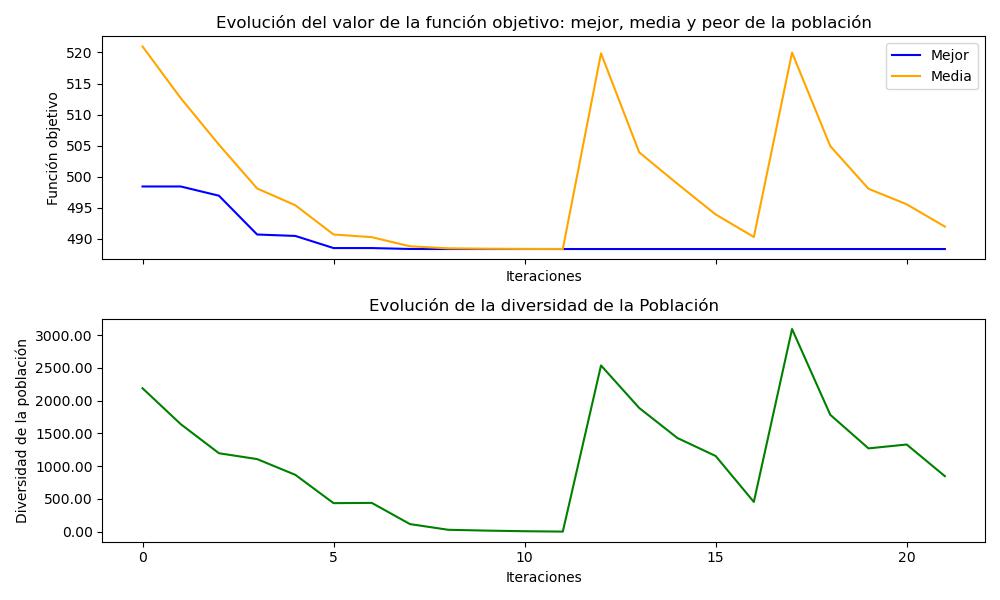 Evolución del valor de la función objetivo: mejor, media y peor de la población
Función objetivo
520
515
510
505
500
495
490
Mejor
Media
Iteraciones
Evolución de la diversidad de la Población
Diversidad de la población
3000.00
2500.00
2000.00
1500.00
1000.00
500.00
0.00
0 5 10 15 20
Iteraciones